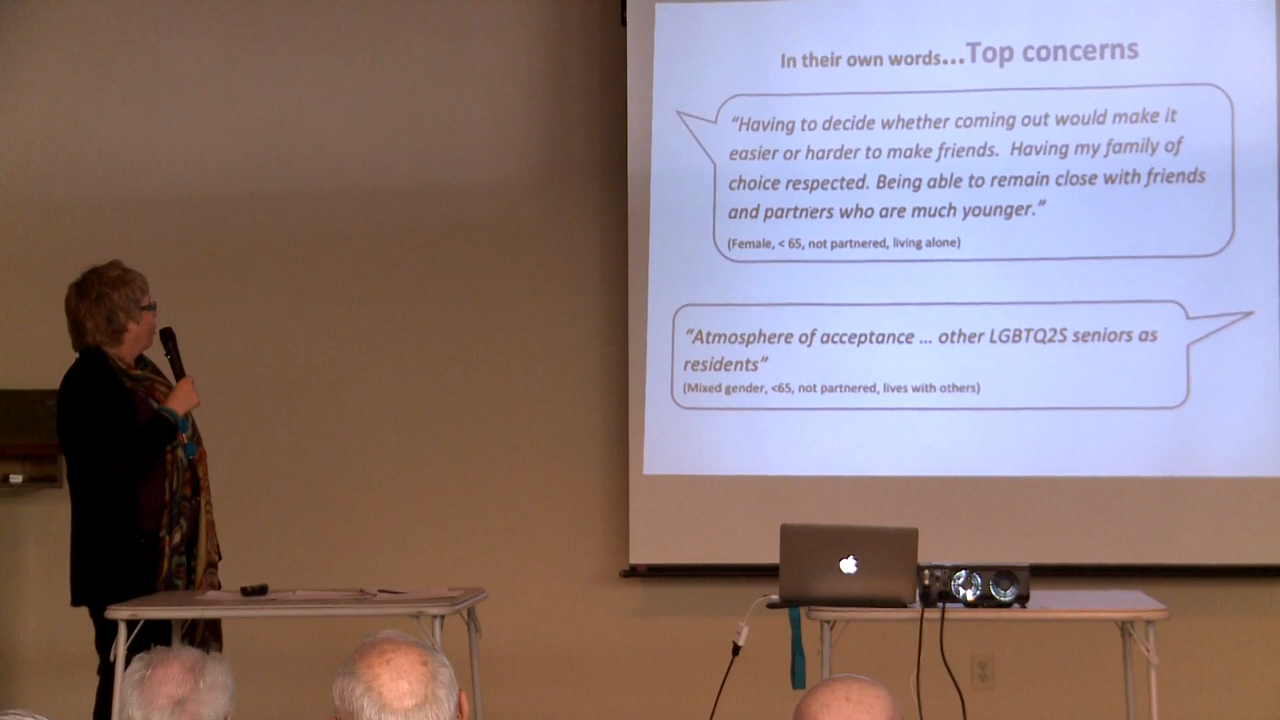 In their own words...Top concerns
“Having to decide whether coming out would make it
easier or harder to make friends.  Having my family of
choice respected. Being able to remain close with friends
and partners who are much younger.”
(Female, < 65, not partnered, living alone)
“Atmosphere of acceptance ... other LGBTQ2S seniors as
residents”
(Mixed gender, <65, not partnered, lives with others)